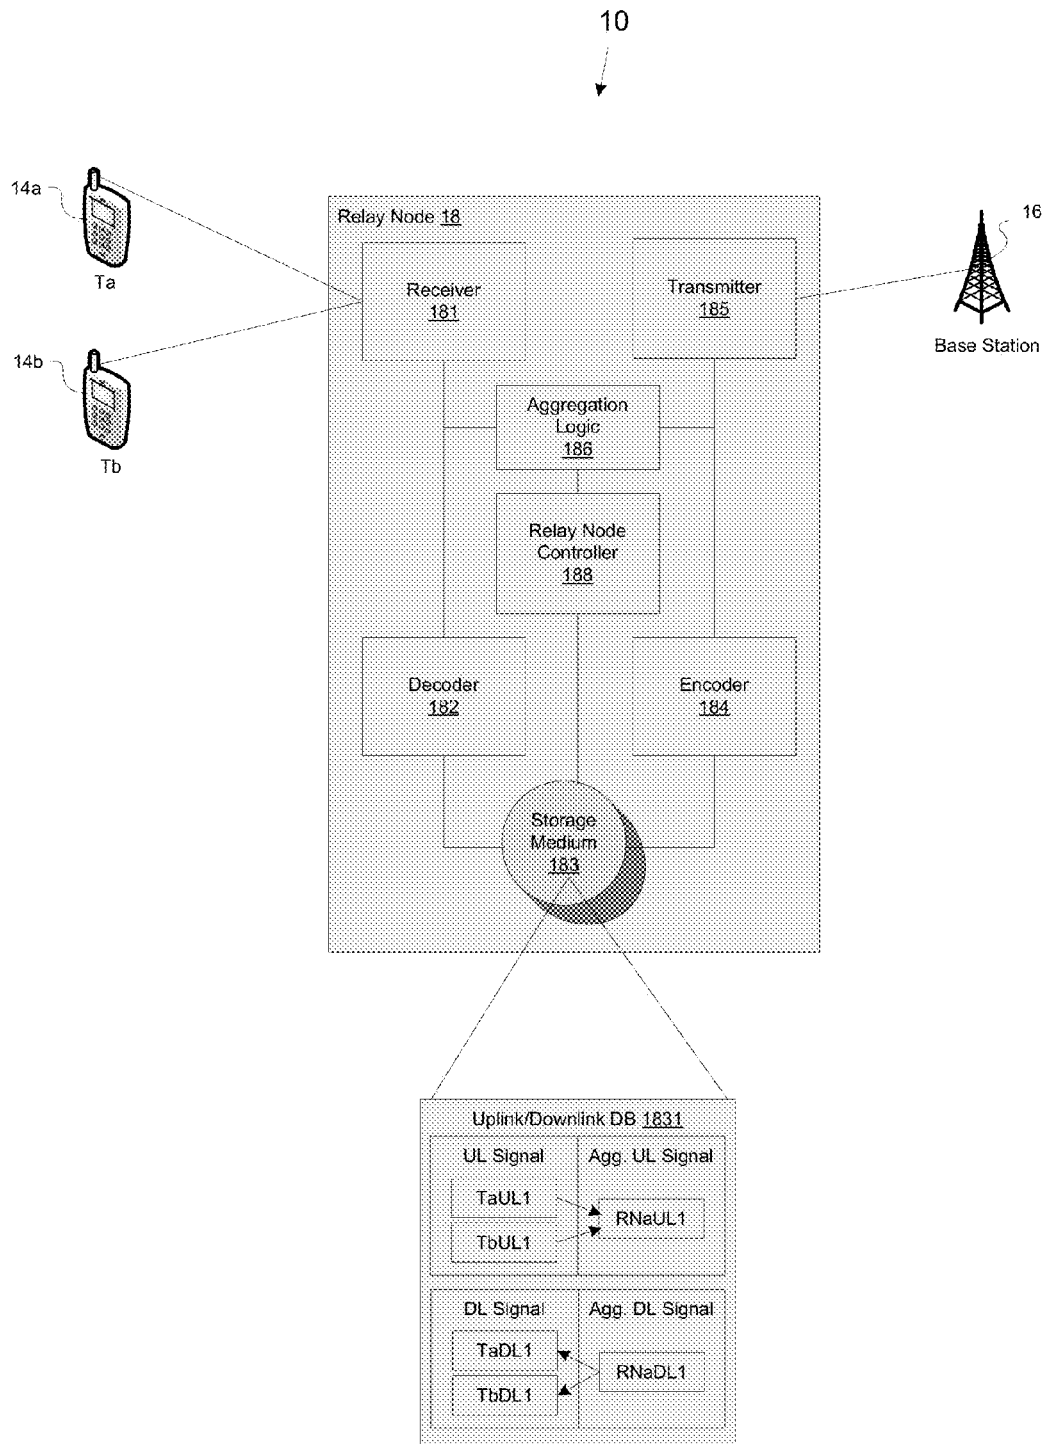 10
14a
Ta
14b
Tb
Relay Node 18
Receiver
181
Transmitter
185
16
Base Station
Aggregation
Logic
186
Relay Node
Controller
188
Decoder
182
Encoder
184
Storage
Medium
183
Uplink/Downlink DB 1831
UL Signal
Agg. UL Signal
TaUL1
TbUL1
RNaUL1
DL Signal
Agg. DL Signal
TaDL1
TbDL1
RNaDL1